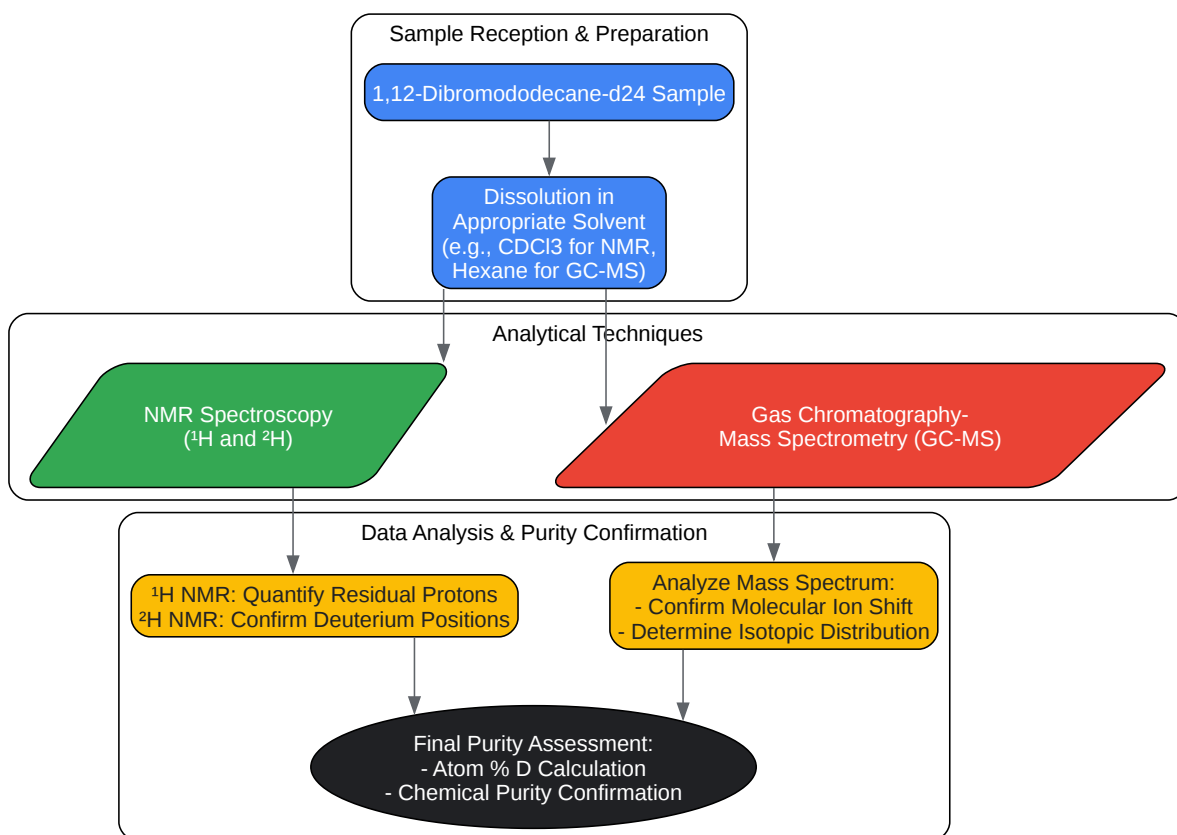 Sample Reception & Preparation
1,12-Dibromododecane-d24 Sample
Dissolution in
Appropriate Solvent
(e.g., CDCl3 for NMR,
Hexane for GC-MS)
Analytical Techniques
NMR Spectroscopy
(¹H and ²H)
Gas Chromatography-
Mass Spectrometry (GC-MS)
Data Analysis & Purity Confirmation
¹H NMR: Quantify Residual Protons
²H NMR: Confirm Deuterium Positions
Analyze Mass Spectrum:
- Confirm Molecular Ion Shift
- Determine Isotopic Distribution
Final Purity Assessment:
- Atom % D Calculation
- Chemical Purity Confirmation